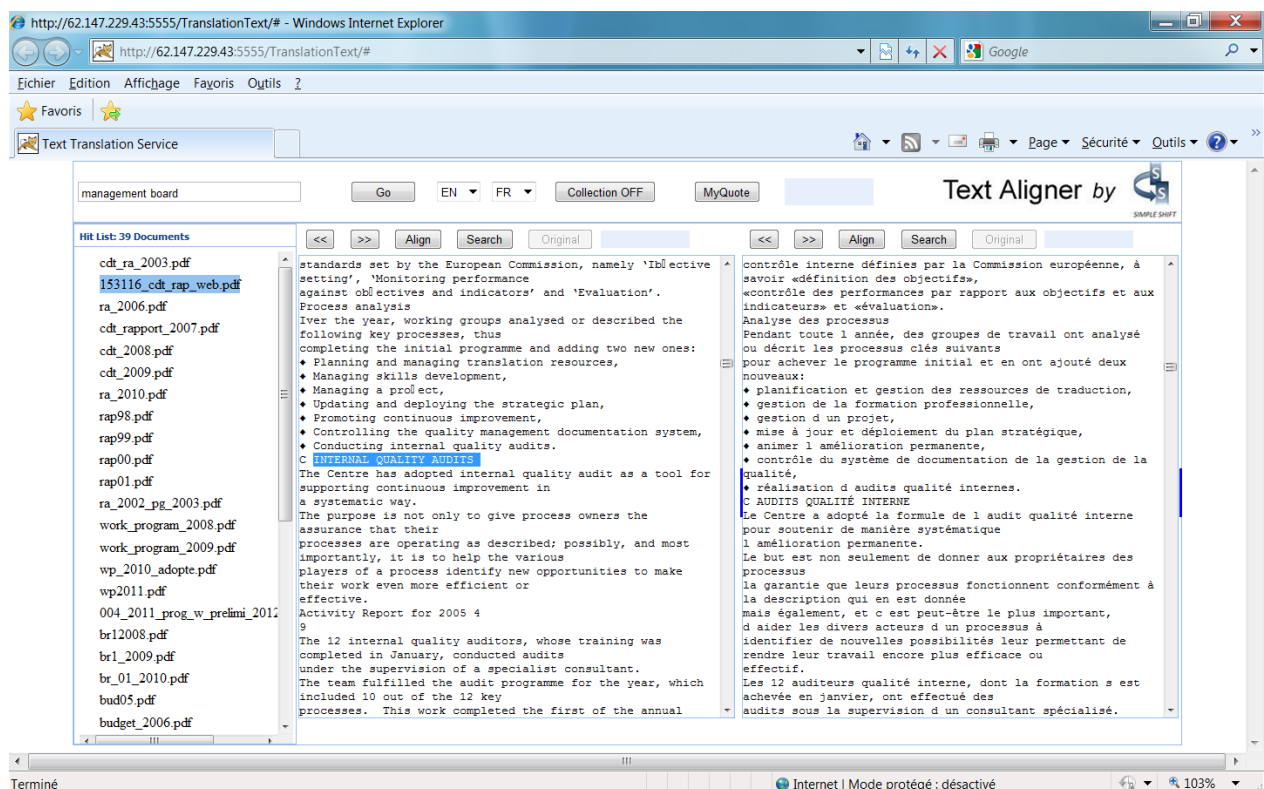 http://62.147.229.43:5555/TranslationText/# - Windows Internet Explorer
http://62.147.229.43:5555/TranslationText/#
Google
Fichier Edition Affichage Favoris Outils ?
Favoris
Text Translation Service
Page Sécurité Outils
management board
Go
EN
FR
Collection OFF
MyQuote
Text Aligner by
S
S
SIMPLE SHIFT
Hit List: 39 Documents
cdt_ra_2003.pdf
153116_cdt_rap_web.pdf
ra_2006.pdf
cdt_rapport_2007.pdf
cdt_2008.pdf
cdt_2009.pdf
ra_2010.pdf
rap98.pdf
rap99.pdf
rap00.pdf
rap01.pdf
ra_2002_pg_2003.pdf
work_program_2008.pdf
work_program_2009.pdf
wp_2010_adopte.pdf
wp2011.pdf
004_2011_prog_w_prelimi_2012
br12008.pdf
br1_2009.pdf
br_01_2010.pdf
bud05.pdf
budget_2006.pdf
<< >> Align Search Original
standards set by the European Commission, namely 'Ib▯ective
setting', 'Monitoring performance
against ob▯ectives and indicators' and 'Evaluation'.
Process analysis
Iver the year, working groups analysed or described the
following key processes, thus
completing the initial programme and adding two new ones:
♦ Planning and managing translation resources,
♦ Managing skills development,
♦ Managing a pro▯ect,
♦ Updating and deploying the strategic plan,
♦ Promoting continuous improvement,
♦ Controlling the quality management documentation system,
♦ Conducting internal quality audits.
C INTERNAL QUALITY AUDITS
The Centre has adopted internal quality audit as a tool for
supporting continuous improvement in
a systematic way.
The purpose is not only to give process owners the
assurance that their
processes are operating as described; possibly, and most
importantly, it is to help the various
players of a process identify new opportunities to make
their work even more efficient or
effective.
Activity Report for 2005 4
9
The 12 internal quality auditors, whose training was
completed in January, conducted audits
under the supervision of a specialist consultant.
The team fulfilled the audit programme for the year, which
included 10 out of the 12 key
processes. This work completed the first of the annual
<< >> Align Search Original
contrôle interne définies par la Commission européenne, à
savoir «définition des objectifs»,
«contrôle des performances par rapport aux objectifs et aux
indicateurs» et «évaluation».
Analyse des processus
Pendant toute l année, des groupes de travail ont analysé
ou décrit les processus clés suivants
pour achever le programme initial et en ont ajouté deux
nouveaux:
♦ planification et gestion des ressources de traduction,
♦ gestion de la formation professionnelle,
♦ gestion d un projet,
♦ mise à jour et déploiement du plan stratégique,
♦ animer l amélioration permanente,
♦ contrôle du système de documentation de la gestion de la
qualité,
♦ réalisation d audits qualité internes.
C AUDITS QUALITÉ INTERNE
Le Centre a adopté la formule de l audit qualité interne
pour soutenir de manière systématique
l amélioration permanente.
Le but est non seulement de donner aux propriétaires des
processus
la garantie que leurs processus fonctionnent conformément à
la description qui en est donnée
mais également, et c est peut-être le plus important,
d aider les divers acteurs d un processus à
identifier de nouvelles possibilités leur permettant de
rendre leur travail encore plus efficace ou
effectif.
Les 12 auditeurs qualité interne, dont la formation s est
achevée en janvier, ont effectué des
audits sous la supervision d un consultant spécialisé.
Terminé
Internet | Mode protégé : désactivé
103%